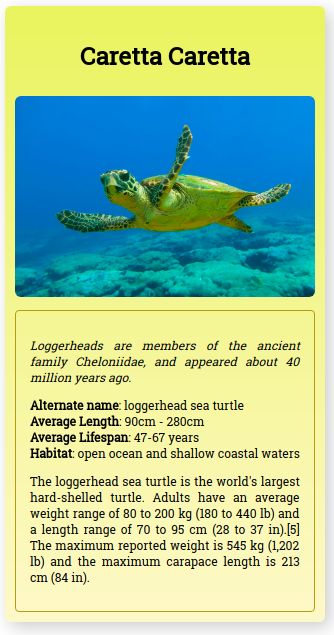 Caretta Caretta
Loggerheads are members of the ancient
family Cheloniidae, and appeared about 40
million years ago.
Alternate name: loggerhead sea turtle
Average Length: 90cm - 280cm
Average Lifespan: 47-67 years
Habitat: open ocean and shallow coastal waters
The loggerhead sea turtle is the world's largest
hard-shelled turtle. Adults have an average
weight range of 80 to 200 kg (180 to 440 lb) and
a length range of 70 to 95 cm (28 to 37 in).[5]
The maximum reported weight is 545 kg (1,202
lb) and the maximum carapace length is 213
cm (84 in).